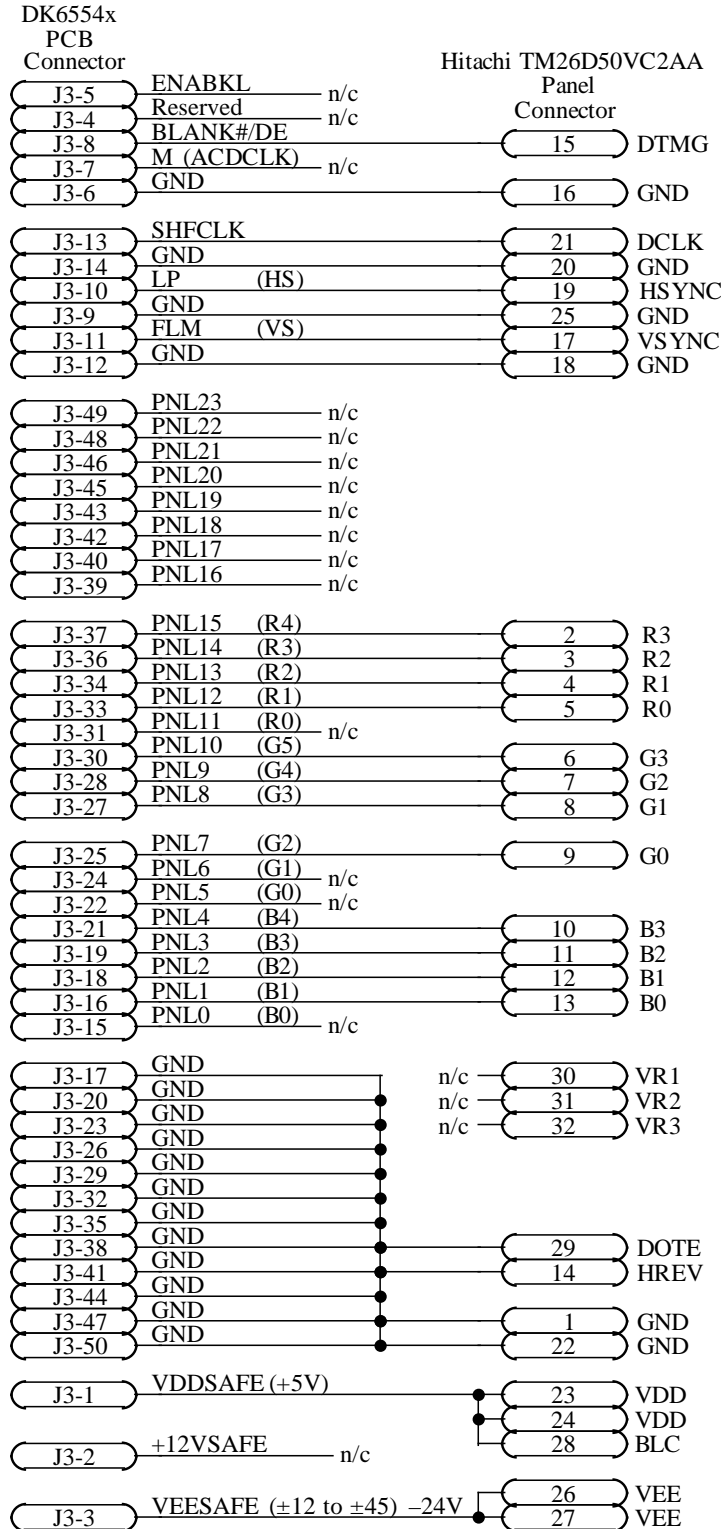 DK6554x
PCB
Connector
Hitachi TM26D50VC2AA
Panel
Connector
J3-5 ENABKL n/c
J3-4 Reserved n/c
J3-8 BLANK#/DE 15 DTMG
J3-7 M (ACDCLK) n/c
J3-6 GND 16 GND
J3-13 SHFCLK 21 DCLK
J3-14 GND 20 GND
J3-10 LP (HS) 19 HSYNC
J3-9 GND 25 GND
J3-11 FLM (VS) 17 VSYNC
J3-12 GND 18 GND
J3-49 PNL23 n/c
J3-48 PNL22 n/c
J3-46 PNL21 n/c
J3-45 PNL20 n/c
J3-43 PNL19 n/c
J3-42 PNL18 n/c
J3-40 PNL17 n/c
J3-39 PNL16 n/c
J3-37 PNL15 (R4) 2 R3
J3-36 PNL14 (R3) 3 R2
J3-34 PNL13 (R2) 4 R1
J3-33 PNL12 (R1) 5 R0
J3-31 PNL11 (R0) n/c
J3-30 PNL10 (G5) 6 G3
J3-28 PNL9 (G4) 7 G2
J3-27 PNL8 (G3) 8 G1
J3-25 PNL7 (G2) 9 G0
J3-24 PNL6 (G1) n/c
J3-22 PNL5 (G0) n/c
J3-21 PNL4 (B4) 10 B3
J3-19 PNL3 (B3) 11 B2
J3-18 PNL2 (B2) 12 B1
J3-16 PNL1 (B1) 13 B0
J3-15 PNL0 (B0) n/c
J3-17 GND n/c 30 VR1
J3-20 GND n/c 31 VR2
J3-23 GND n/c 32 VR3
J3-26 GND
J3-29 GND
J3-32 GND
J3-35 GND
J3-38 GND 29 DOTE
J3-41 GND 14 HREV
J3-44 GND
J3-47 GND 1 GND
J3-50 GND 22 GND
J3-1 VDDSAFE (+5V) 23 VDD
24 VDD
J3-2 +12VSAFE n/c 28 BLC
26 VEE
J3-3 VEESAFE (±12 to ±45) –24V 27 VEE